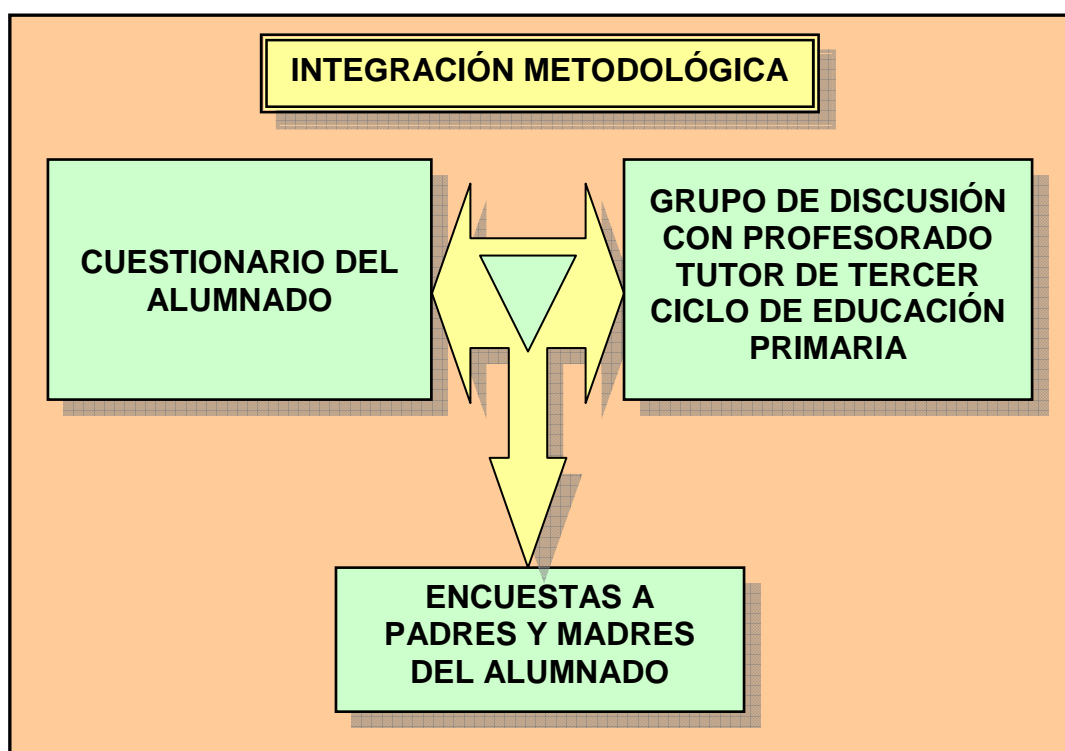 INTEGRACIÓN METODOLÓGICA
CUESTIONARIO DEL
ALUMNADO
GRUPO DE DISCUSIÓN
CON PROFESORADO
TUTOR DE TERCER
CICLO DE EDUCACIÓN
PRIMARIA
ENCUESTAS A
PADRES Y MADRES
DEL ALUMNADO